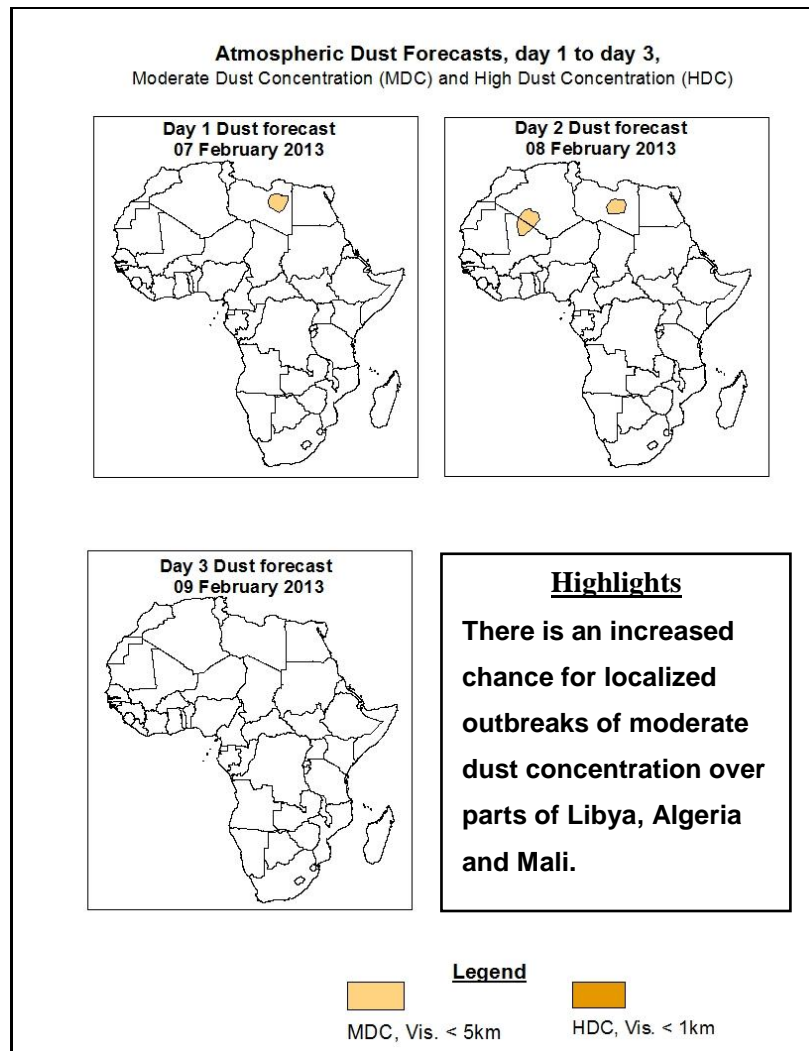 Atmospheric Dust Forecasts, day 1 to day 3,
Moderate Dust Concentration (MDC) and High Dust Concentration (HDC)
Day 1 Dust forecast
07 February 2013
Day 2 Dust forecast
08 February 2013
Day 3 Dust forecast
09 February 2013
Highlights
There is an increased
chance for localized
outbreaks of moderate
dust concentration over
parts of Libya, Algeria
and Mali.
Legend
MDC, Vis. < 5km
HDC, Vis. < 1km